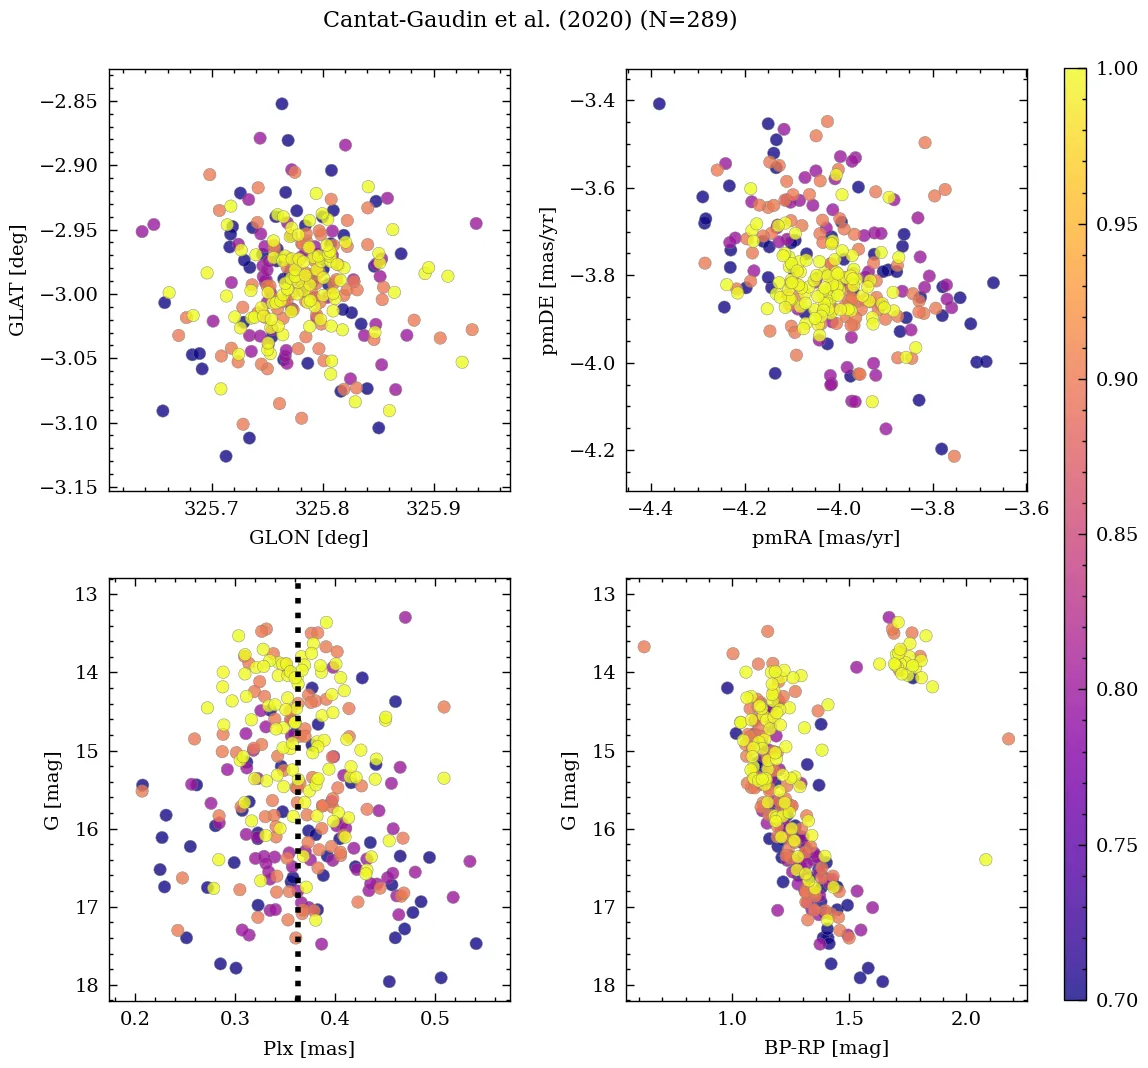 Cantat-Gaudin et al. (2020) (N=289)
−2.85
−2.90
−2.95
−3.00
−3.05
−3.10
−3.15
GLAT [deg]
325.7 325.8 325.9
GLON [deg]
−3.4
−3.6
−3.8
−4.0
−4.2
pmDE [mas/yr]
−4.4 −4.2 −4.0 −3.8 −3.6
pmRA [mas/yr]
13
14
15
16
17
18
G [mag]
0.2 0.3 0.4 0.5
Plx [mas]
13
14
15
16
17
18
G [mag]
1.0 1.5 2.0
BP-RP [mag]
1.00
0.95
0.90
0.85
0.80
0.75
0.70